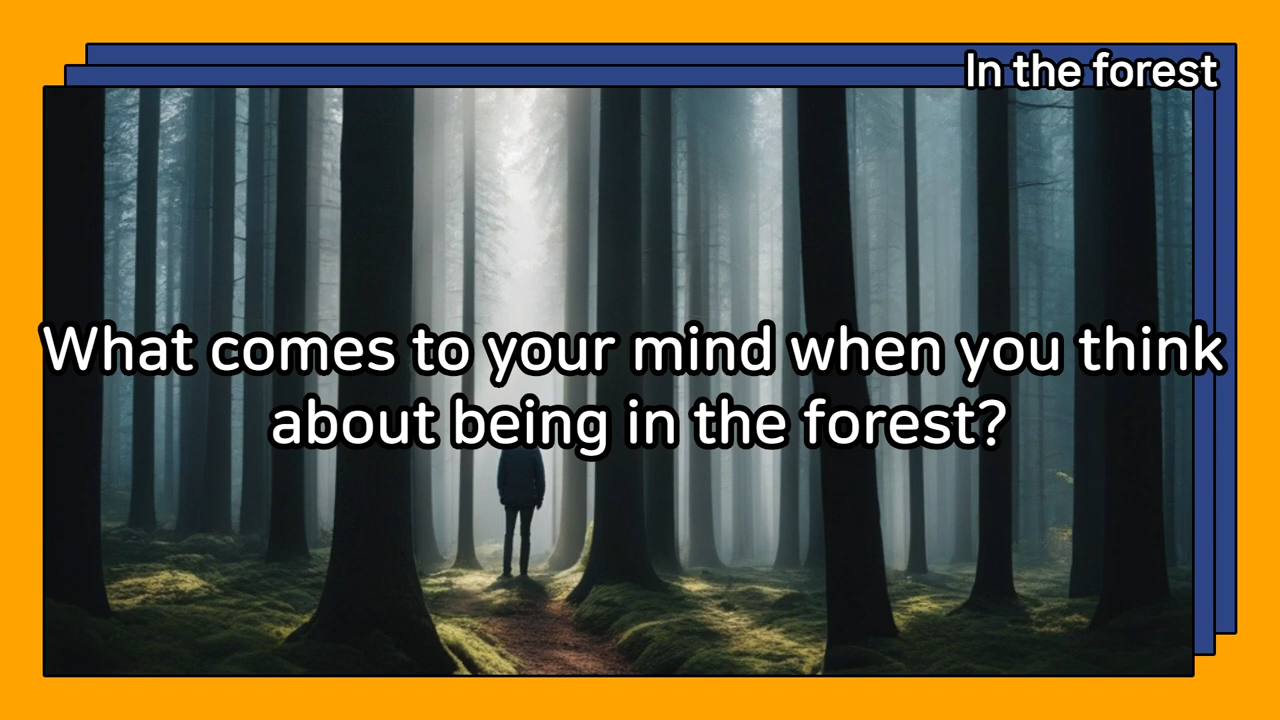 In the forest
What comes to your mind when you think
about being in the forest?